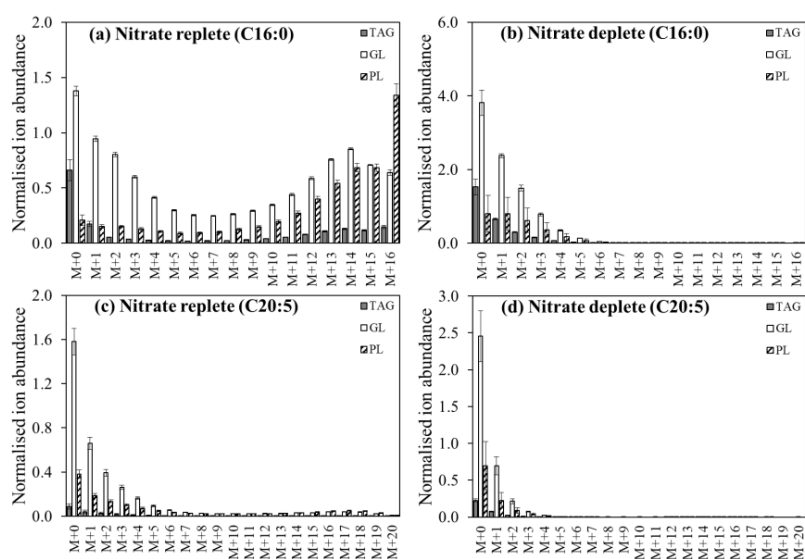 (a) Nitrate replete (C16:0)
Normalised ion abundance
2.0
1.5
1.0
0.5
0.0
TAG
GL
PL
M+0
M+1
M+2
M+3
M+4
M+5
M+6
M+7
M+8
M+9
M+10
M+11
M+12
M+13
M+14
M+15
M+16
(b) Nitrate deplete (C16:0)
Normalised ion abundance
6.0
4.0
2.0
0.0
TAG
GL
PL
M+0
M+1
M+2
M+3
M+4
M+5
M+6
M+7
M+8
M+9
M+10
M+11
M+12
M+13
M+14
M+15
M+16
(c) Nitrate replete (C20:5)
Normalised ion abundance
2.0
1.6
1.2
0.8
0.4
0.0
TAG
GL
PL
M+0
M+1
M+2
M+3
M+4
M+5
M+6
M+7
M+8
M+9
M+10
M+11
M+12
M+13
M+14
M+15
M+16
M+17
M+18
M+19
M+20
(d) Nitrate deplete (C20:5)
Normalised ion abundance
3.0
2.5
2.0
1.5
1.0
0.5
0.0
TAG
GL
PL
M+0
M+1
M+2
M+3
M+4
M+5
M+6
M+7
M+8
M+9
M+10
M+11
M+12
M+13
M+14
M+15
M+16
M+17
M+18
M+19
M+20